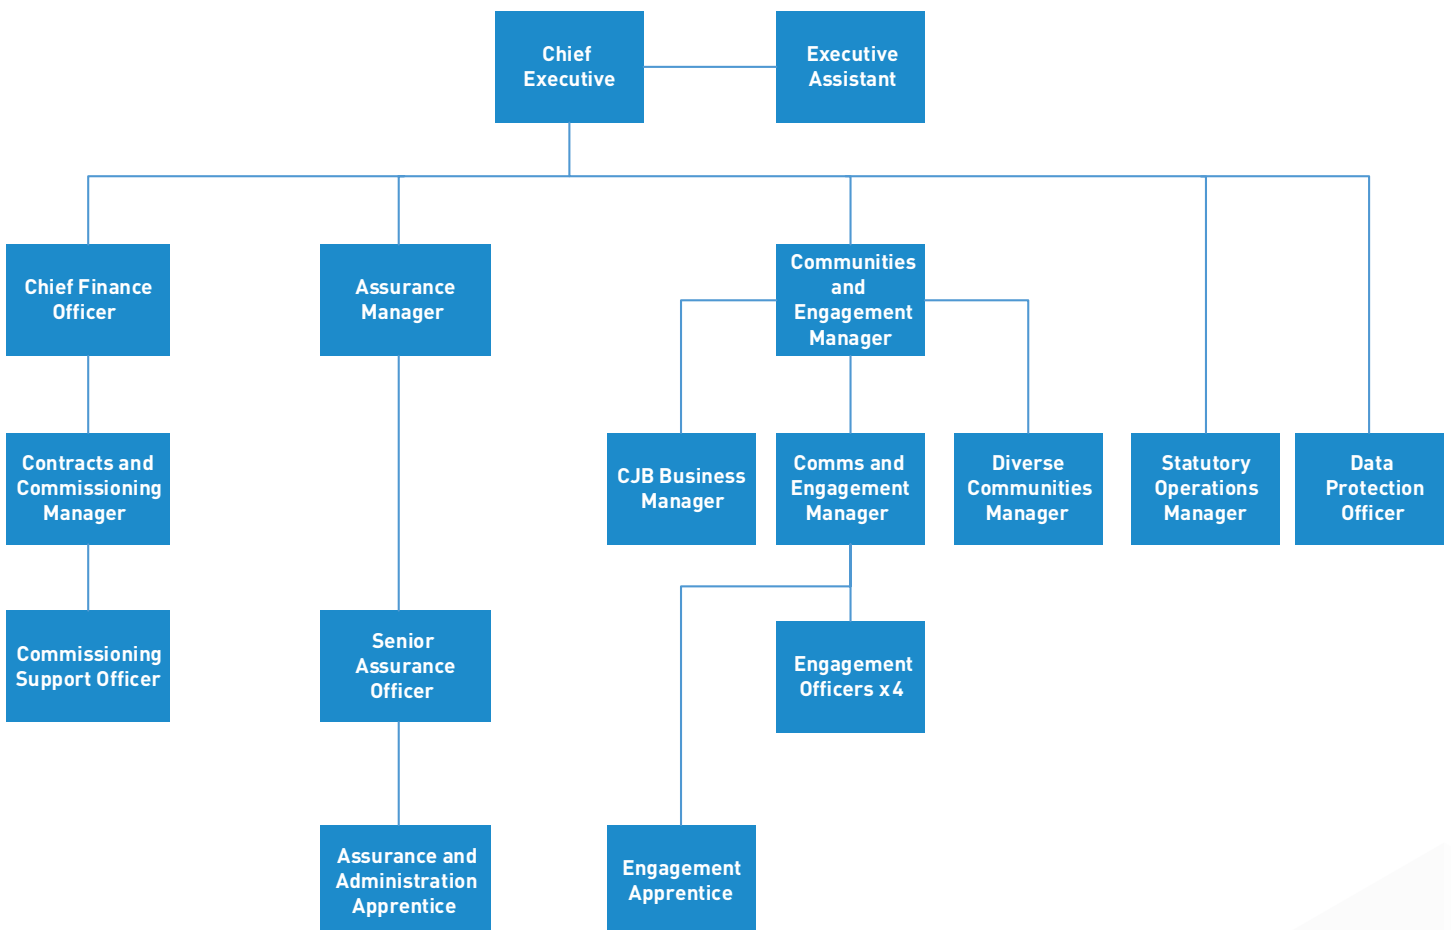 Chief
Executive
Executive
Assistant
Chief Finance
Officer
Assurance
Manager
Communities
and
Engagement
Manager
Contracts and
Commissioning
Manager
CJB Business
Manager
Comms and
Engagement
Manager
Diverse
Communities
Manager
Statutory
Operations
Manager
Data
Protection
Officer
Commissioning
Support Officer
Senior
Assurance
Officer
Engagement
Officers x4
Assurance and
Administration
Apprentice
Engagement
Apprentice